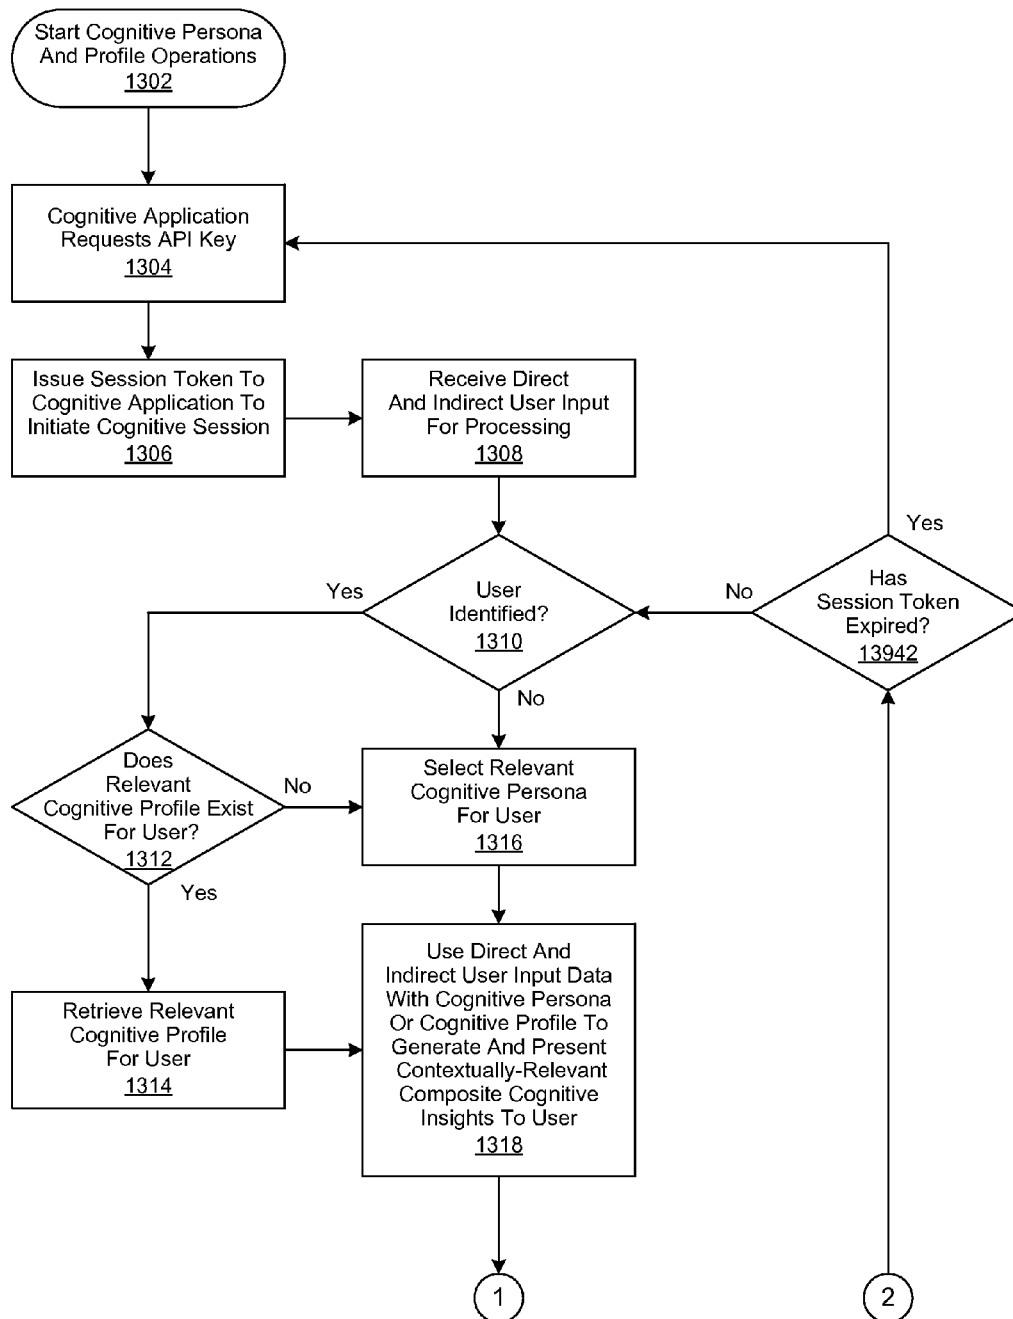 Start Cognitive Persona
And Profile Operations
1302
Cognitive Application
Requests API Key
1304
Issue Session Token To
Cognitive Application To
Initiate Cognitive Session
1306
Receive Direct
And Indirect User Input
For Processing
1308
Yes
Has
Session Token
Expired?
13942
No
User
Identified?
1310
Yes
No
Does
Relevant
Cognitive Profile Exist
For User?
1312
No
Yes
Select Relevant
Cognitive Persona
For User
1316
Retrieve Relevant
Cognitive Profile
For User
1314
Use Direct And
Indirect User Input Data
With Cognitive Persona
Or Cognitive Profile To
Generate And Present
Contextually-Relevant
Composite Cognitive
Insights To User
1318
1
2